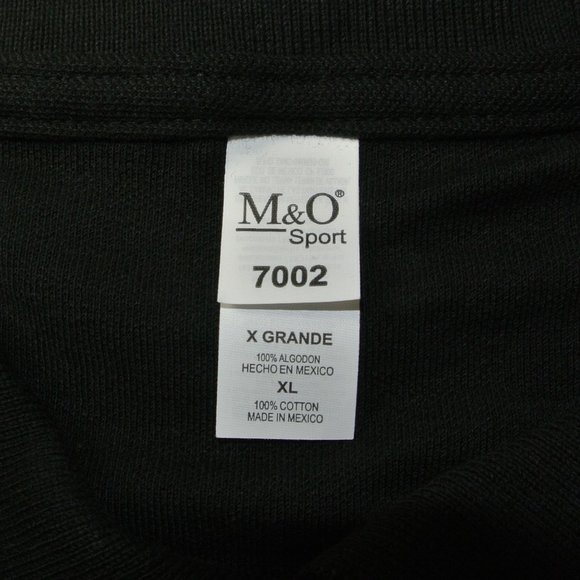 M&O®
Sport
7002
X GRANDE
100% ALGODON
HECHO EN MEXICO
XL
100% COTTON
MADE IN MEXICO